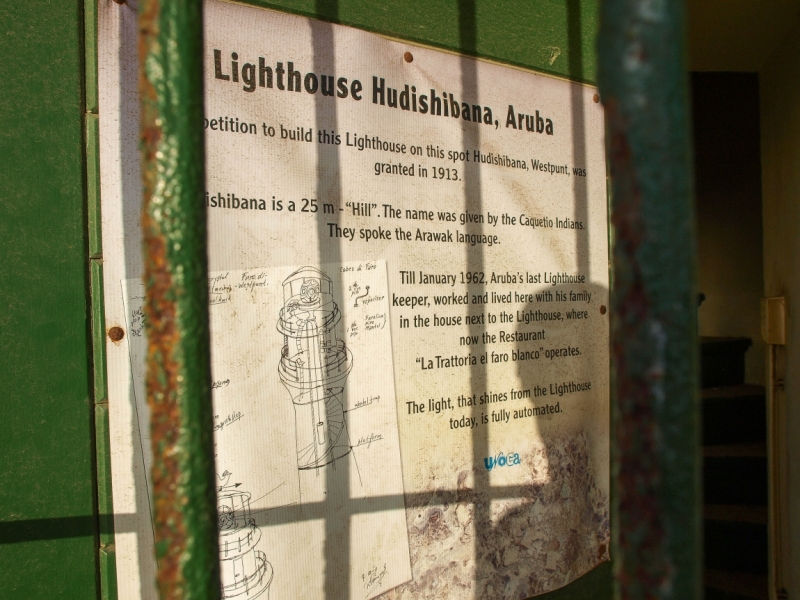 Lighthouse Hudishibana, Aruba
petition to build this Lighthouse on this spot Hudishibana, Westpunt, was
granted in 1913.
ishibana is a 25 m - "Hill". The name was given by the Caquetio Indians.
They spoke the Arawak language.
Till January 1962, Aruba's last Lighthouse
keeper, worked and lived here with his family
in the house next to the Lighthouse, where
now the Restaurant
"La Trattoria el faro blanco" operates.
The light, that shines from the Lighthouse
today, is fully automated.
unoca